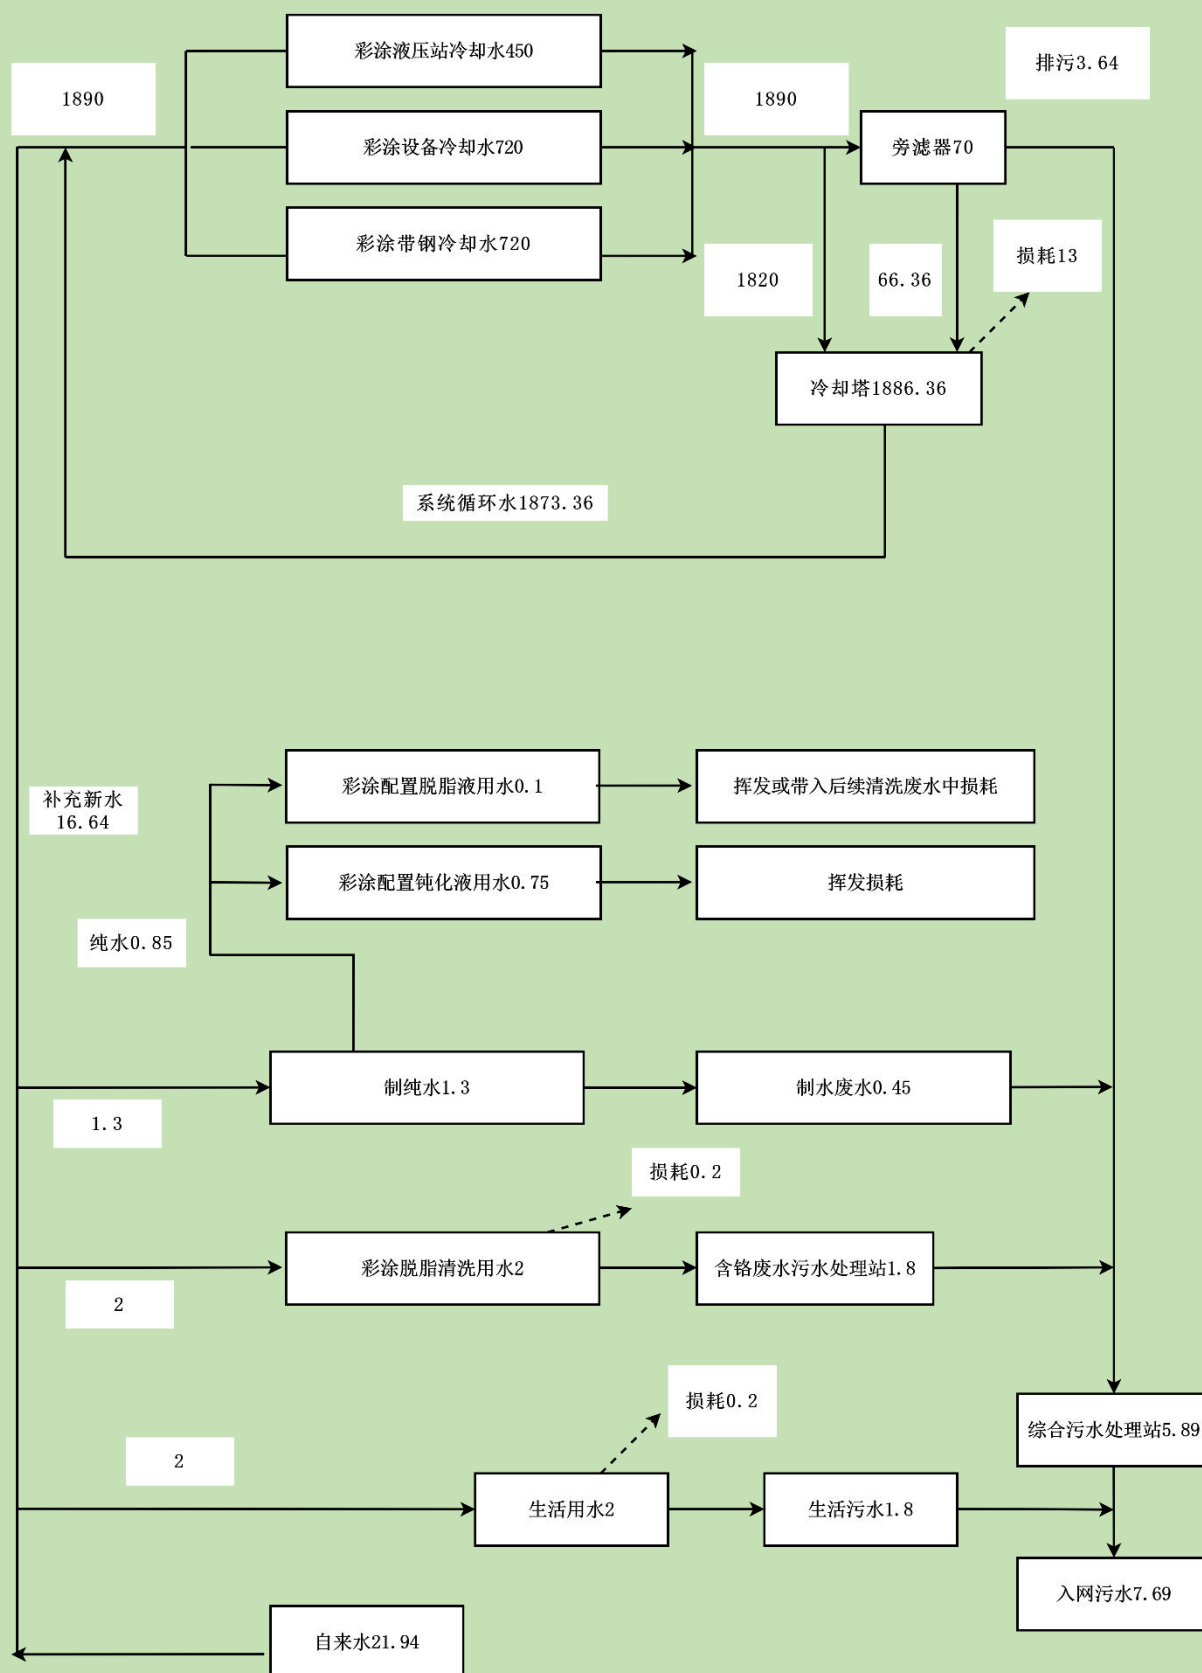 彩涂液压站冷却水450
排污3.64
1890
1890
彩涂设备冷却水720
旁滤器70
彩涂带钢冷却水720
损耗13
1820
66.36
冷却塔1886.36
系统循环水1873.36
彩涂配置脱脂液用水0.1
挥发或带入后续清洗废水中损耗
补充新水
16.64
彩涂配置钝化液用水0.75
挥发损耗
纯水0.85
制纯水1.3
制水废水0.45
1.3
损耗0.2
彩涂脱脂清洗用水2
含铬废水污水处理站1.8
2
损耗0.2
综合污水处理站5.89
2
生活用水2
生活污水1.8
入网污水7.69
自来水21.94